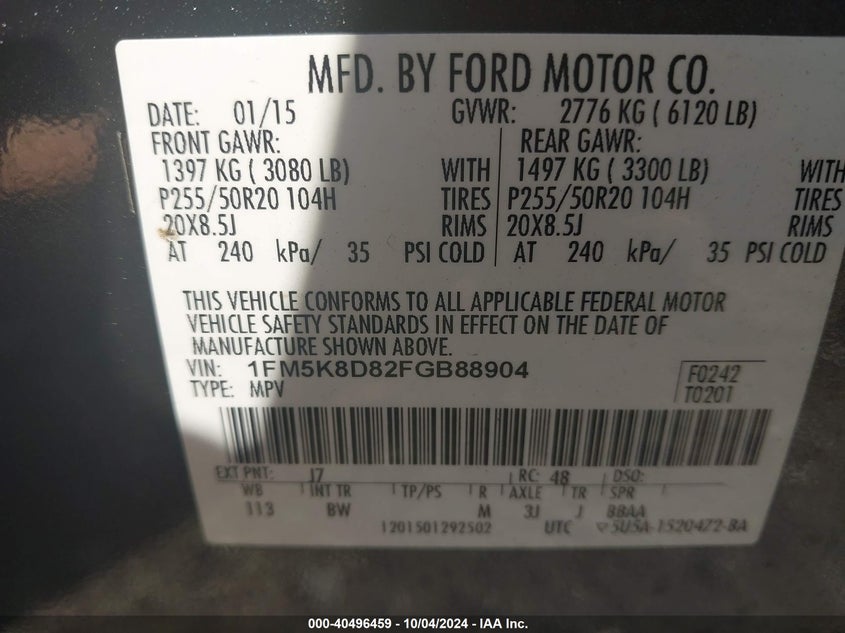 MFD. BY FORD MOTOR CO.
DATE: 01/15 GVWR: 2776 KG ( 6120 LB)
FRONT GAWR: REAR GAWR:
1397 KG ( 3080 LB) WITH 1497 KG ( 3300 LB) WITH
P255/50R20 104H TIRES P255/50R20 104H TIRES
20X8.5J RIMS 20X8.5J RIMS
AT 240 kPa/ 35 PSI COLD AT 240 kPa/ 35 PSI COLD
THIS VEHICLE CONFORMS TO ALL APPLICABLE FEDERAL MOTOR
VEHICLE SAFETY STANDARDS IN EFFECT ON THE DATE OF
MANUFACTURE SHOWN ABOVE.
VIN: 1FM5K8D82FGB88904 F0242
TYPE: MPV T0201
EXT PNT: J7 RC: 48 DSO:
WB INT TR TP/PS R AXLE TR SPR
113 BW M 3J J BBAA
1201501292502 UTC 5U5A-1520472-BA
000-40496459 - 10/04/2024 - IAA Inc.